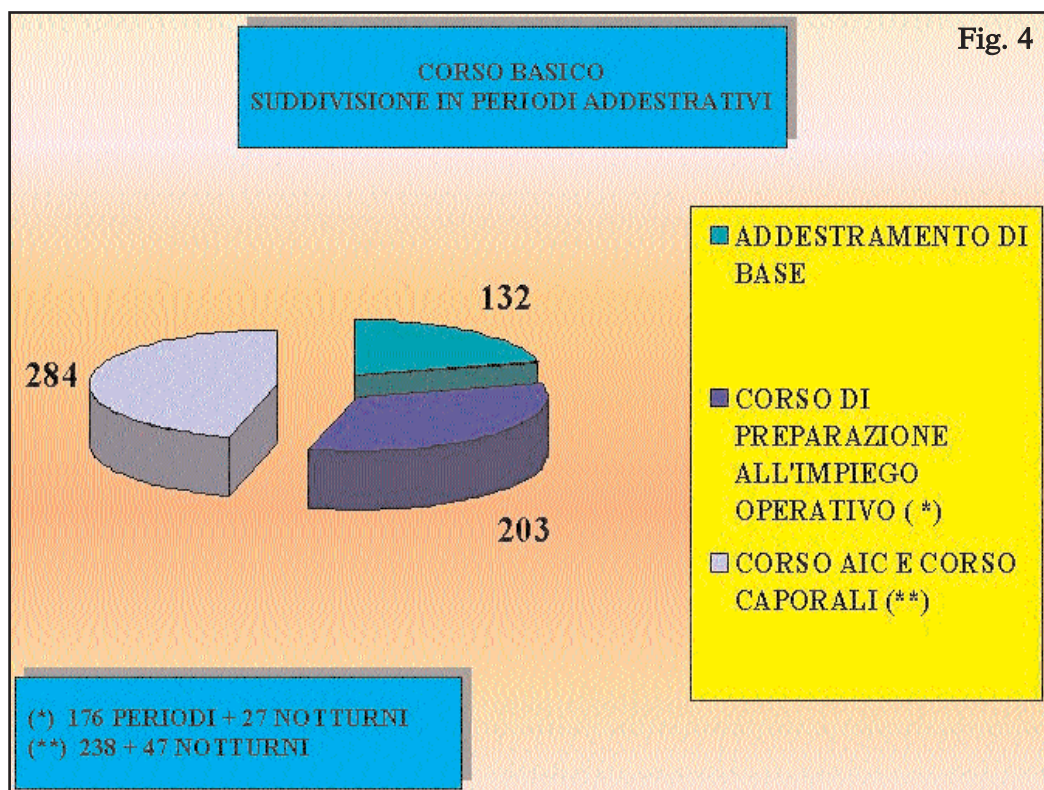 Fig. 4
CORSO BASICO
SUDDIVISIONE IN PERIODI ADDESTRATIVI
132
284
203
ADDESTRAMENTO DI
BASE
CORSO DI
PREPARAZIONE
ALL'IMPIEGO
OPERATIVO ( *)
CORSO AIC E CORSO
CAPORALI (**)
(*) 176 PERIODI + 27 NOTTURNI
(**) 238 + 47 NOTTURNI